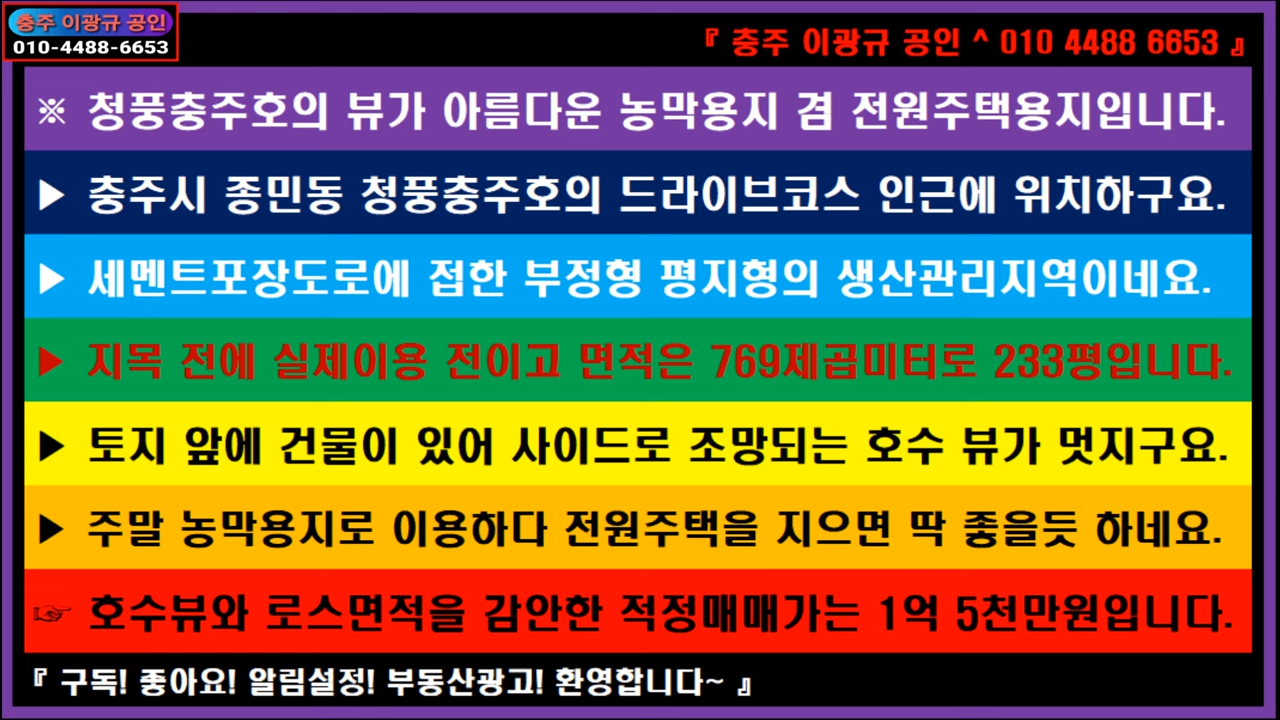 충주 이광규 공인
010-4488-6653
『 충주 이광규 공인 ^ 010 4488 6653 』
※ 청풍충주호의 뷰가 아름다운 농막용지 겸 전원주택용지입니다.
▶ 충주시 종민동 청풍충주호의 드라이브코스 인근에 위치하구요.
▶ 세멘트포장도로에 접한 부정형 평지형의 생산관리지역이네요.
▶ 지목 전에 실제이용 전이고 면적은 769제곱미터로 233평입니다.
▶ 토지 앞에 건물이 있어 사이드로 조망되는 호수 뷰가 멋지구요.
▶ 주말 농막용지로 이용하다 전원주택을 지으면 딱 좋을듯 하네요.
☞ 호수뷰와 로스면적을 감안한 적정매매가는 1억 5천만원입니다.
『 구독! 좋아요! 알림설정! 부동산광고! 환영합니다~ 』